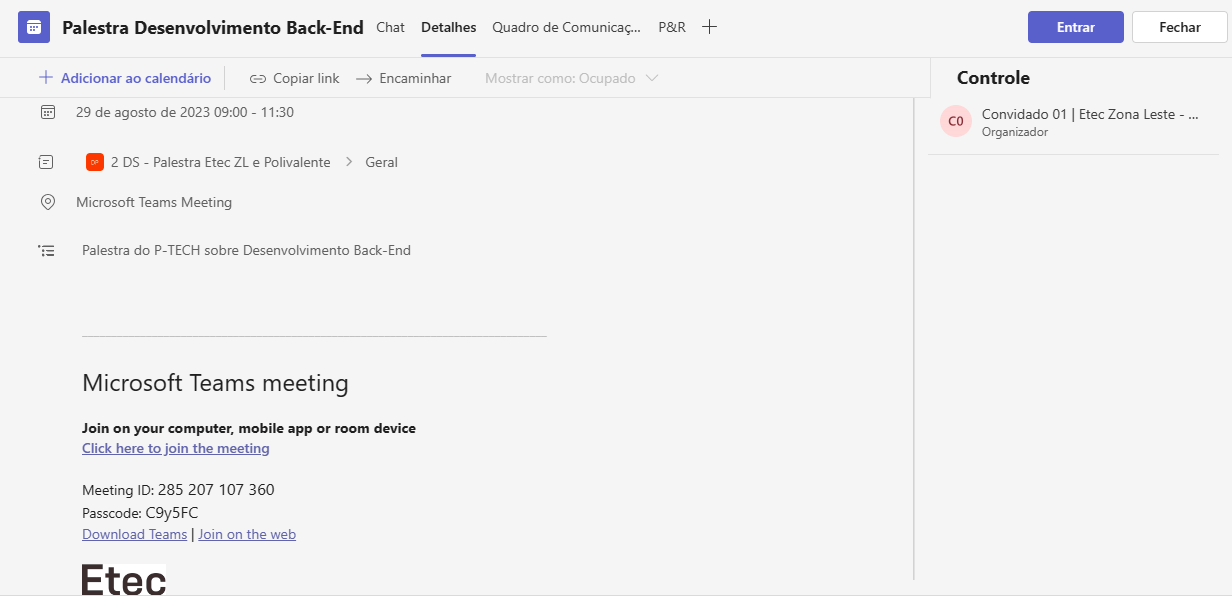 Palestra Desenvolvimento Back-End Chat Detalhes Quadro de Comunicaç... P&R Entrar Fechar
Adicionar ao calendário Copiar link Encaminhar Mostrar como: Ocupado
Controle
29 de agosto de 2023 09:00 - 11:30
C0 Convidado 01 | Etec Zona Leste - ...
Organizador
2 DS - Palestra Etec ZL e Polivalente > Geral
Microsoft Teams Meeting
Palestra do P-TECH sobre Desenvolvimento Back-End
Microsoft Teams meeting
Join on your computer, mobile app or room device
Click here to join the meeting
Meeting ID: 285 207 107 360
Passcode: C9y5FC
Download Teams | Join on the web
Etec